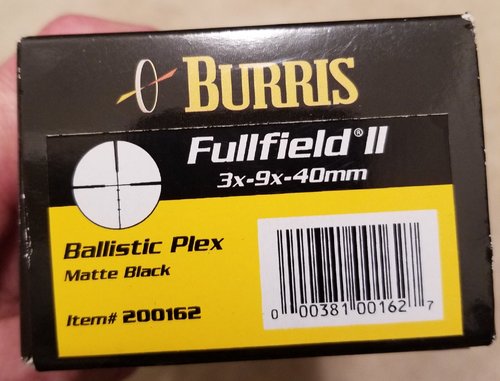 BURRIS
Fullfield® II
3x-9x-40mm
Ballistic Plex
Matte Black
Item# 200162
0 00381 00162 7